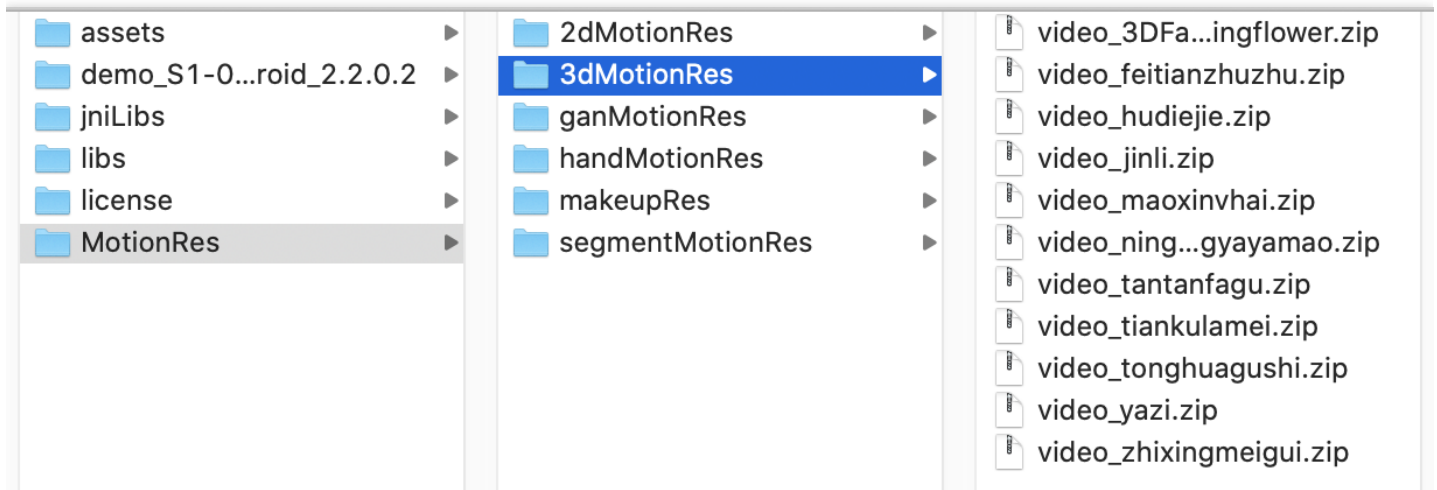 assets
demo_S1-0...roid_2.2.0.2
jniLibs
libs
license
MotionRes
2dMotionRes
3dMotionRes
ganMotionRes
handMotionRes
makeupRes
segmentMotionRes
video_3DFa...ingflower.zip
video_feitianzhuzhu.zip
video_hudiejie.zip
video_jinli.zip
video_maoxinvhai.zip
video_ning...gyayamao.zip
video_tantanfagu.zip
video_tiankulamei.zip
video_tonghuagushi.zip
video_yazi.zip
video_zhixingmeigui.zip